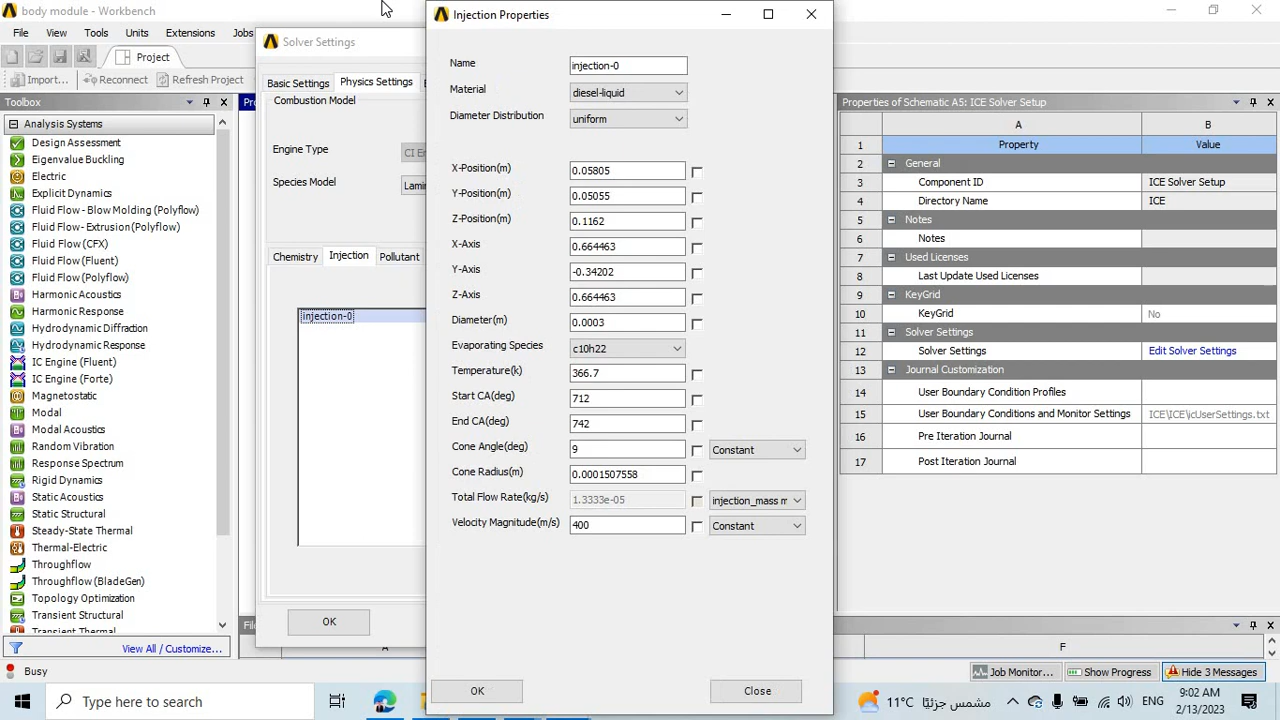 body module - Workbench
File View Tools Units Extensions Jobs
Project
Import... Reconnect Refresh Project
Toolbox
Analysis Systems
Design Assessment
Eigenvalue Buckling
Electric
Explicit Dynamics
Fluid Flow - Blow Molding (Polyflow)
Fluid Flow - Extrusion (Polyflow)
Fluid Flow (CFX)
Fluid Flow (Fluent)
Fluid Flow (Polyflow)
Harmonic Acoustics
Harmonic Response
Hydrodynamic Diffraction
Hydrodynamic Response
IC Engine (Fluent)
IC Engine (Forte)
Magnetostatic
Modal
Modal Acoustics
Random Vibration
Response Spectrum
Rigid Dynamics
Static Acoustics
Static Structural
Steady-State Thermal
Thermal-Electric
Throughflow
Throughflow (BladeGen)
Topology Optimization
Transient Structural
Transient Thermal
View All / Customize...
Busy
Solver Settings
Basic Settings Physics Settings
Combustion Model
Engine Type CI En
Species Model Lami
Chemistry Injection Pollutant
injection-0
OK
A
Injection Properties
Name injection-0
Material diesel-liquid
Diameter Distribution uniform
X-Position(m) 0.05805
Y-Position(m) 0.05055
Z-Position(m) 0.1162
X-Axis 0.664463
Y-Axis -0.34202
Z-Axis 0.664463
Diameter(m) 0.0003
Evaporating Species c10h22
Temperature(k) 366.7
Start CA(deg) 712
End CA(deg) 742
Cone Angle(deg) 9 Constant
Cone Radius(m) 0.0001507558
Total Flow Rate(kg/s) 1.3333e-05 injection_mass m
Velocity Magnitude(m/s) 400 Constant
OK Close
Properties of Schematic A5: ICE Solver Setup
A B
1 Property Value
2 General
3 Component ID ICE Solver Setup
4 Directory Name ICE
5 Notes
6 Notes
7 Used Licenses
8 Last Update Used Licenses
9 KeyGrid
10 KeyGrid No
11 Solver Settings
12 Solver Settings Edit Solver Settings
13 Journal Customization
14 User Boundary Condition Profiles
15 User Boundary Conditions and Monitor Settings ICE\ICE\icUserSettings.txt
16 Pre Iteration Journal
17 Post Iteration Journal
F
Job Monitor... Show Progress Hide 3 Messages
Type here to search
11°C مشمس جزئيًا ENG
9:02 AM
2/13/2023